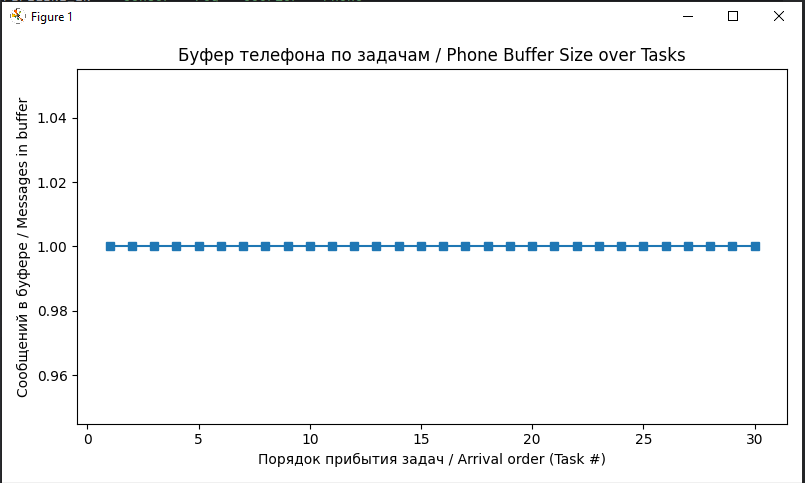 Figure 1
Буфер телефона по задачам / Phone Buffer Size over Tasks
Сообщений в буфере / Messages in buffer
1.04
1.02
1.00
0.98
0.96
0 5 10 15 20 25 30
Порядок прибытия задач / Arrival order (Task #)